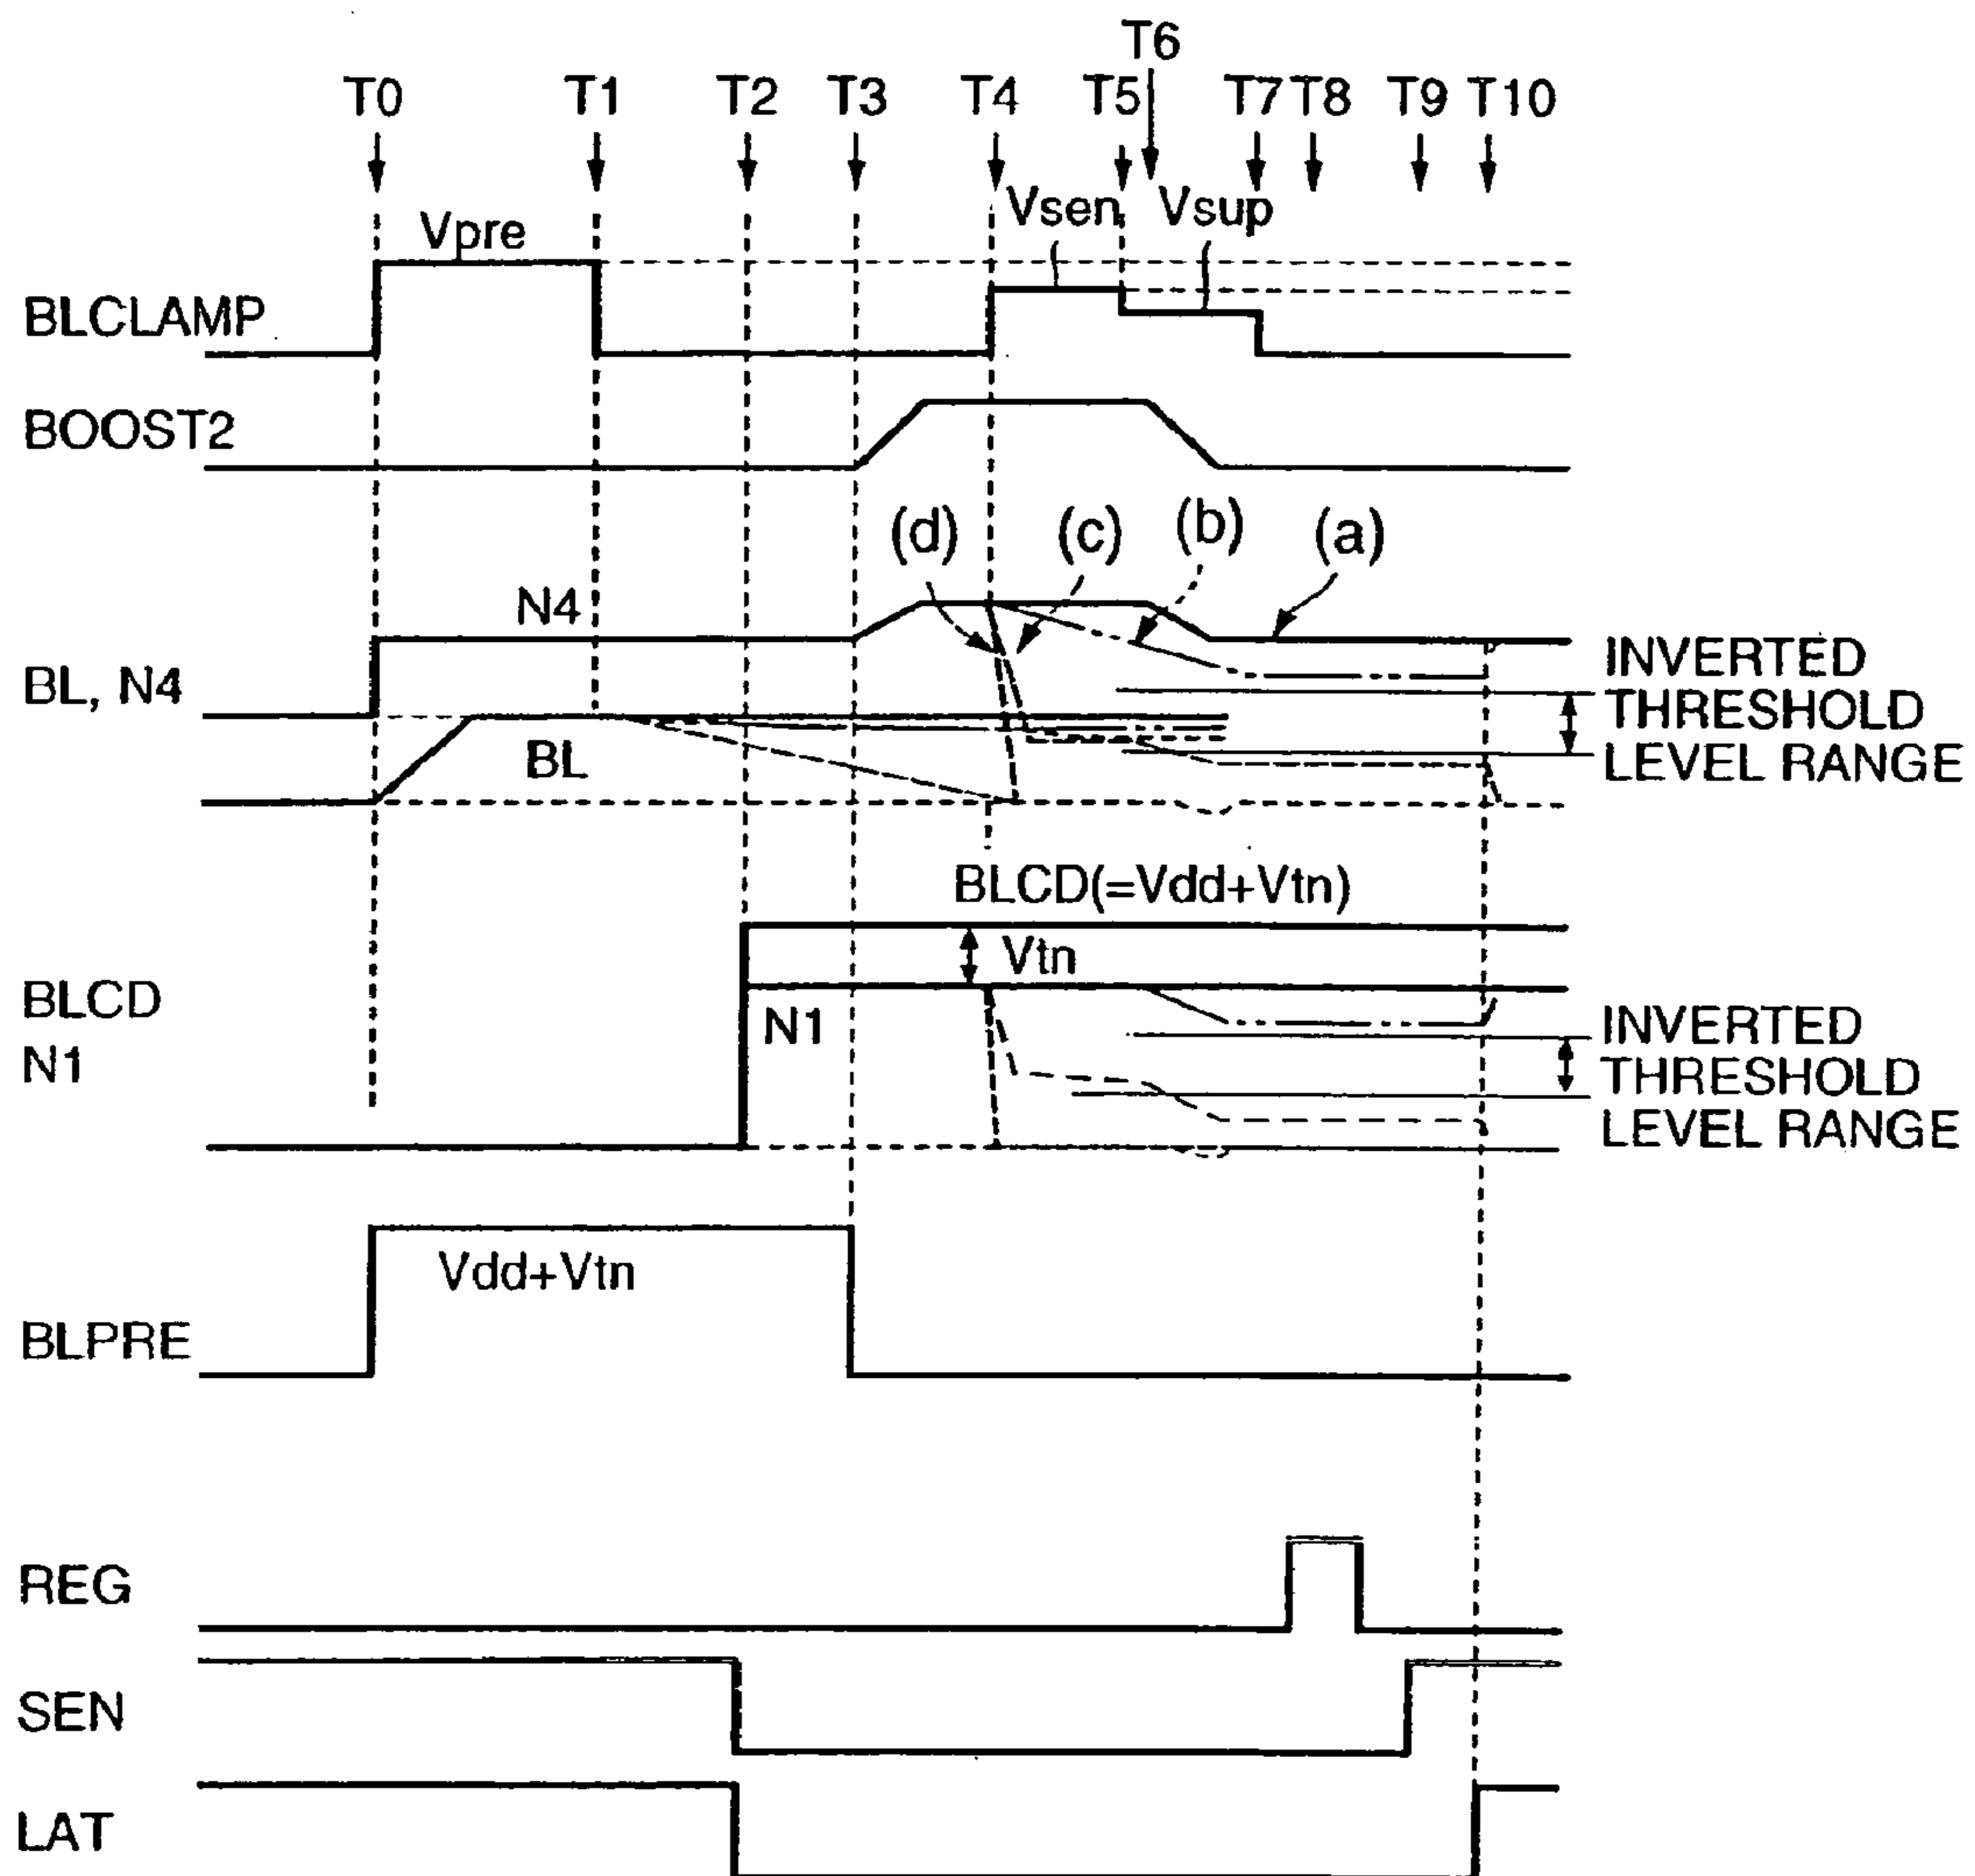 T6
T0 T1 T2 T3 T4 T5 T7 T8 T9 T10
Vpre Vsen Vsup
BLCLAMP
BOOST2
(d) (c) (b) (a)
N4
BL, N4
BL
INVERTED
THRESHOLD
LEVEL RANGE
BLCD(=Vdd+Vtn)
Vtn
BLCD
N1
N1
INVERTED
THRESHOLD
LEVEL RANGE
Vdd+Vtn
BLPRE
REG
SEN
LAT